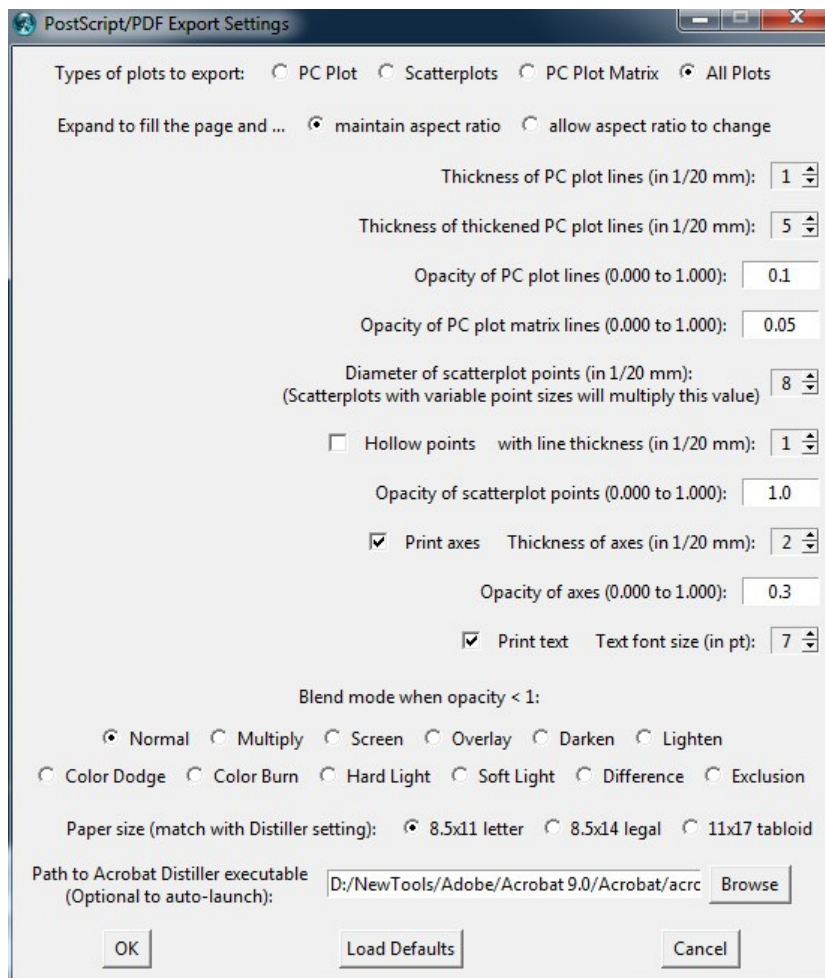 PostScript/PDF Export Settings
Types of plots to export: PC Plot Scatterplots PC Plot Matrix All Plots
Expand to fill the page and ... maintain aspect ratio allow aspect ratio to change
Thickness of PC plot lines (in 1/20 mm): 1
Thickness of thickened PC plot lines (in 1/20 mm): 5
Opacity of PC plot lines (0.000 to 1.000): 0.1
Opacity of PC plot matrix lines (0.000 to 1.000): 0.05
Diameter of scatterplot points (in 1/20 mm):
(Scatterplots with variable point sizes will multiply this value) 8
Hollow points with line thickness (in 1/20 mm): 1
Opacity of scatterplot points (0.000 to 1.000): 1.0
Print axes Thickness of axes (in 1/20 mm): 2
Opacity of axes (0.000 to 1.000): 0.3
Print text Text font size (in pt): 7
Blend mode when opacity < 1:
Normal Multiply Screen Overlay Darken Lighten
Color Dodge Color Burn Hard Light Soft Light Difference Exclusion
Paper size (match with Distiller setting): 8.5x11 letter 8.5x14 legal 11x17 tabloid
Path to Acrobat Distiller executable
(Optional to auto-launch): D:/NewTools/Adobe/Acrobat 9.0/Acrobat/acrc Browse
OK Load Defaults Cancel